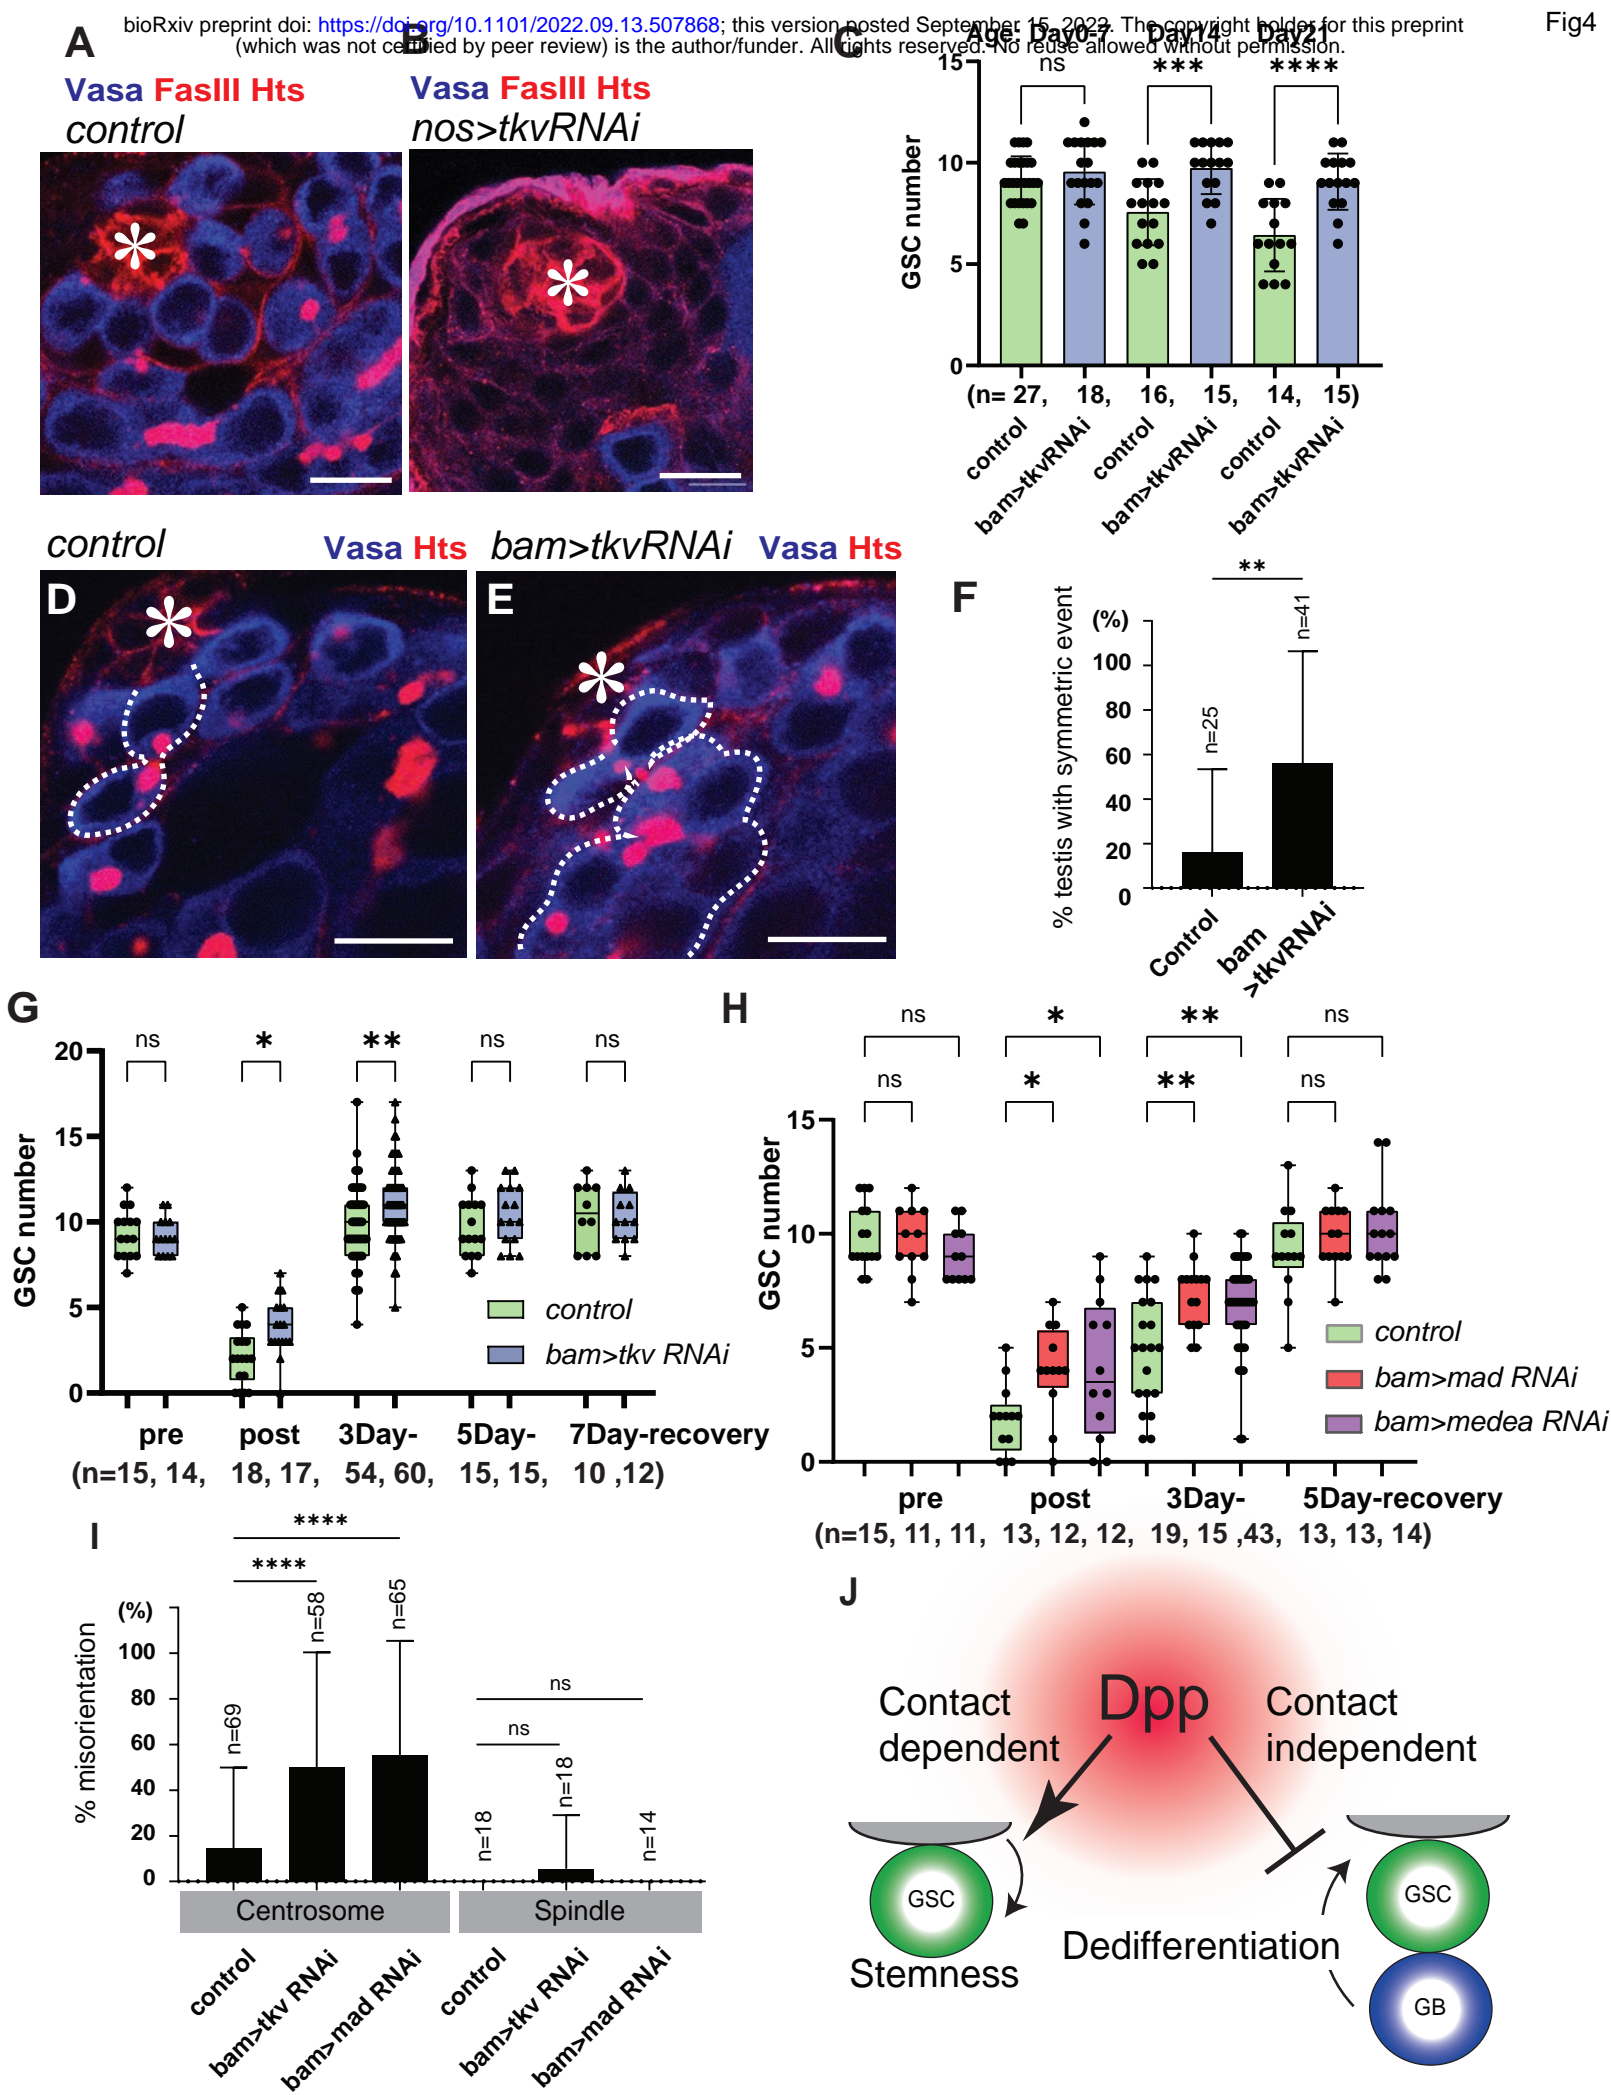 bioRxiv preprint doi: https://doi.org/10.1101/2022.09.13.507868; this version posted September 15, 2022. The copyright holder for this preprint
(which was not certified by peer review) is the author/funder. All rights reserved. No reuse allowed without permission.
Fig4
A
Vasa FasIII Hts
control
B
Vasa FasIII Hts
nos>tkvRNAi
C
Age: Day0-7 Day14 Day21
ns *** ****
GSC number
15
10
5
0
(n= 27, 18, 16, 15, 14, 15)
control
bam>tkvRNAi
control
bam>tkvRNAi
control
bam>tkvRNAi
control Vasa Hts
D
*
bam>tkvRNAi Vasa Hts
E
*
F
**
% testis with symmetric event
(%)
100
80
60
40
20
0
n=25
n=41
Control
bam
>tkvRNAi
G
ns * ** ns ns
GSC number
20
15
10
5
0
control
bam>tkv RNAi
pre post 3Day- 5Day- 7Day-recovery
(n=15, 14, 18, 17, 54, 60, 15, 15, 10 ,12)
H
ns * ** ns
ns * ** ns
GSC number
15
10
5
0
control
bam>mad RNAi
bam>medea RNAi
pre post 3Day- 5Day-recovery
(n=15, 11, 11, 13, 12, 12, 19, 15 ,43, 13, 13, 14)
I
****
****
% misorientation
(%)
100
80
60
40
20
0
n=69
n=58
n=65
ns
ns
n=18
n=18
n=14
Centrosome
Spindle
control
bam>tkv RNAi
bam>mad RNAi
control
bam>tkv RNAi
bam>mad RNAi
J
Dpp
Contact
dependent
Contact
independent
GSC
Stemness
Dedifferentiation
GSC
GB